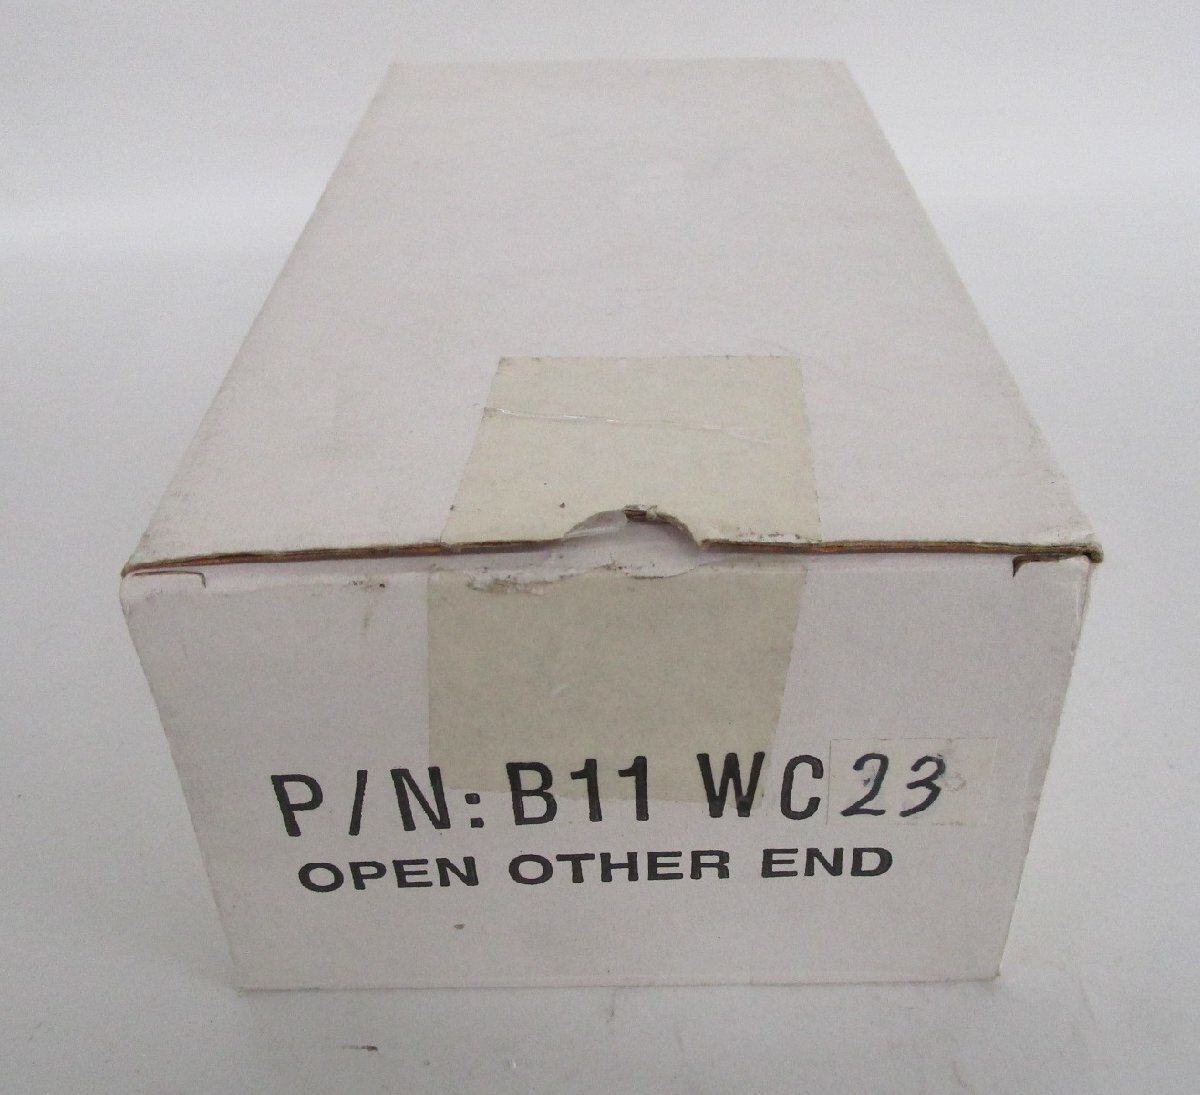 P/N: B11 WC23
OPEN OTHER END